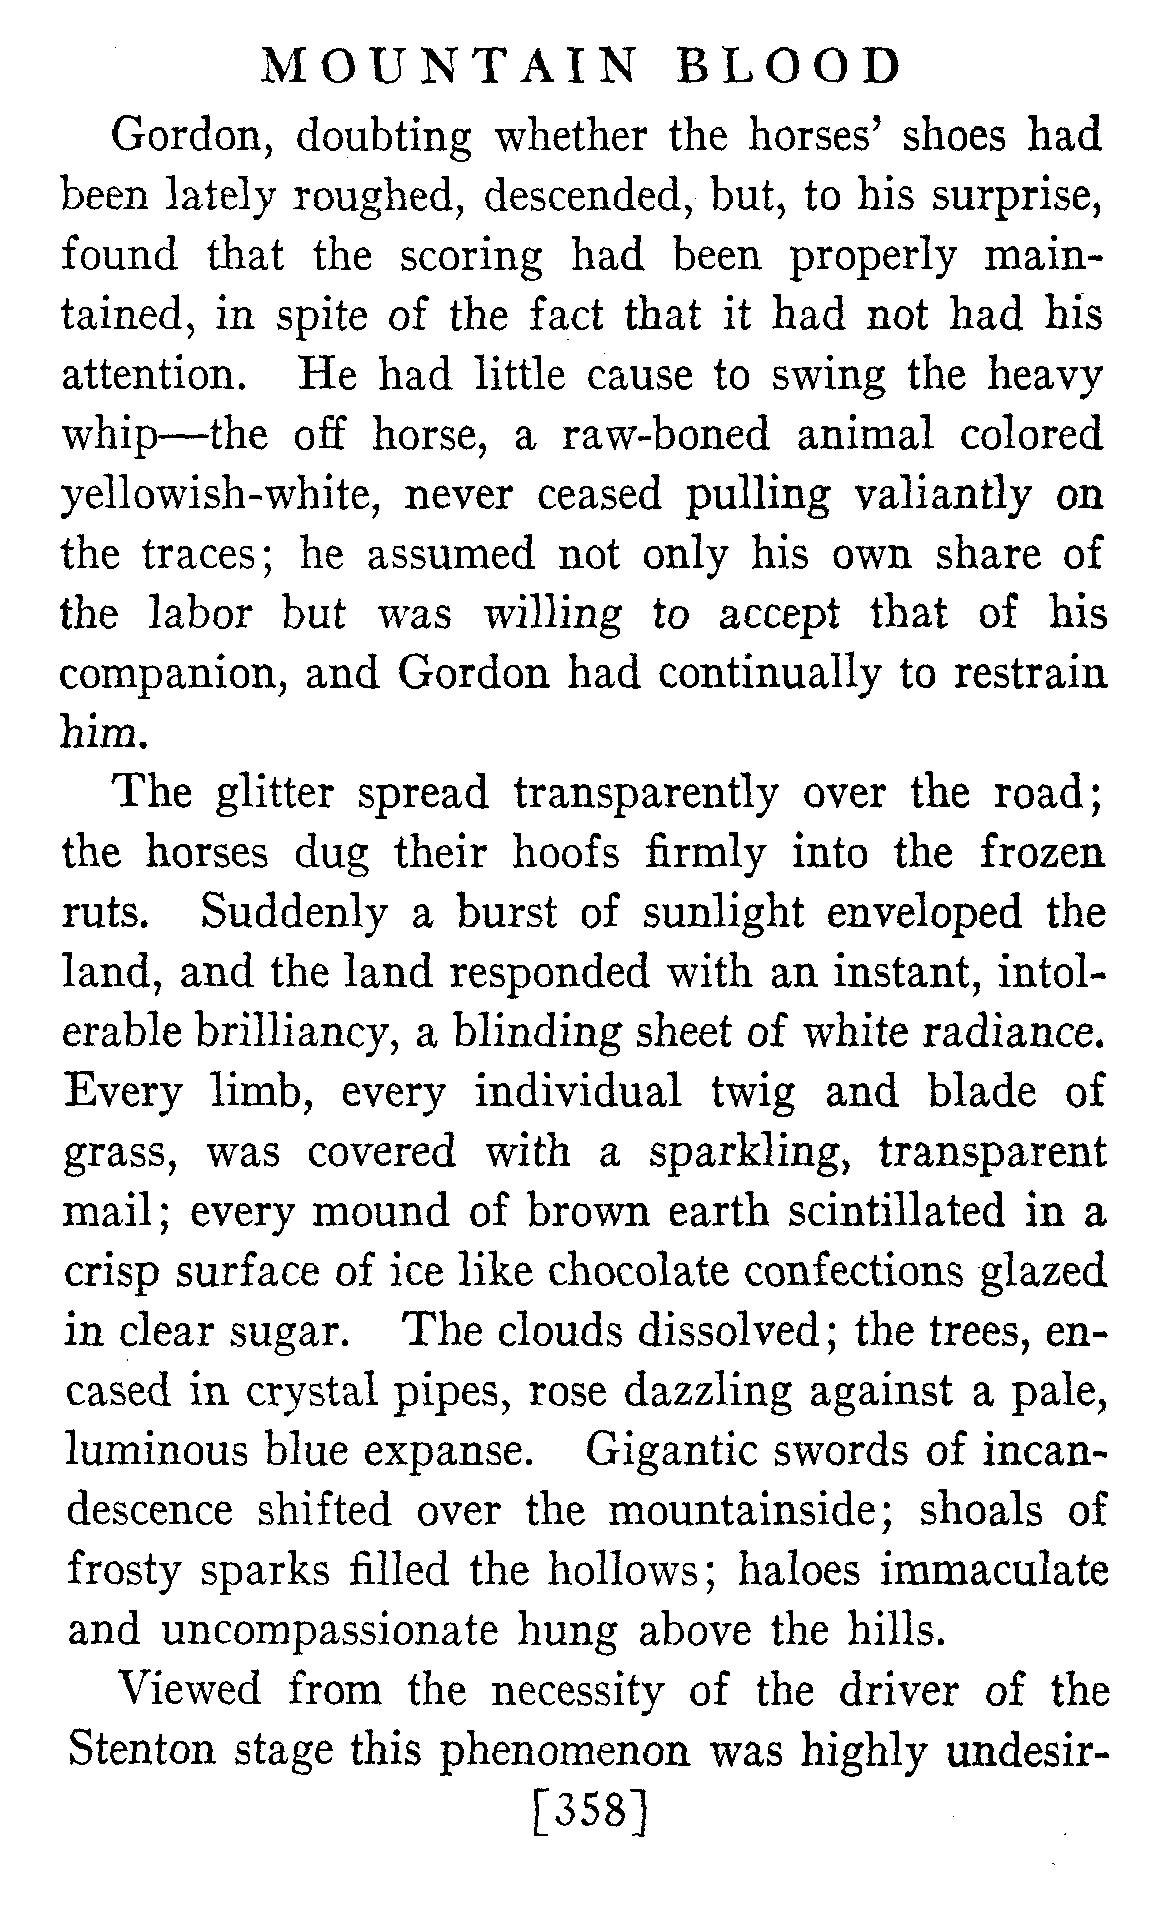 MOUNTAIN BLOOD
Gordon, doubting whether the horses' shoes had
been lately roughed, descended, but, to his surprise,
found that the scoring had been properly main-
tained, in spite of the fact that it had not had his
attention. He had little cause to swing the heavy
whip—the off horse, a raw-boned animal colored
yellowish-white, never ceased pulling valiantly on
the traces; he assumed not only his own share of
the labor but was willing to accept that of his
companion, and Gordon had continually to restrain
him.
The glitter spread transparently over the road;
the horses dug their hoofs firmly into the frozen
ruts. Suddenly a burst of sunlight enveloped the
land, and the land responded with an instant, intol-
erable brilliancy, a blinding sheet of white radiance.
Every limb, every individual twig and blade of
grass, was covered with a sparkling, transparent
mail; every mound of brown earth scintillated in a
crisp surface of ice like chocolate confections glazed
in clear sugar. The clouds dissolved; the trees, en-
cased in crystal pipes, rose dazzling against a pale,
luminous blue expanse. Gigantic swords of incan-
descence shifted over the mountainside; shoals of
frosty sparks filled the hollows; haloes immaculate
and uncompassionate hung above the hills.
Viewed from the necessity of the driver of the
Stenton stage this phenomenon was highly undesir-
[358]